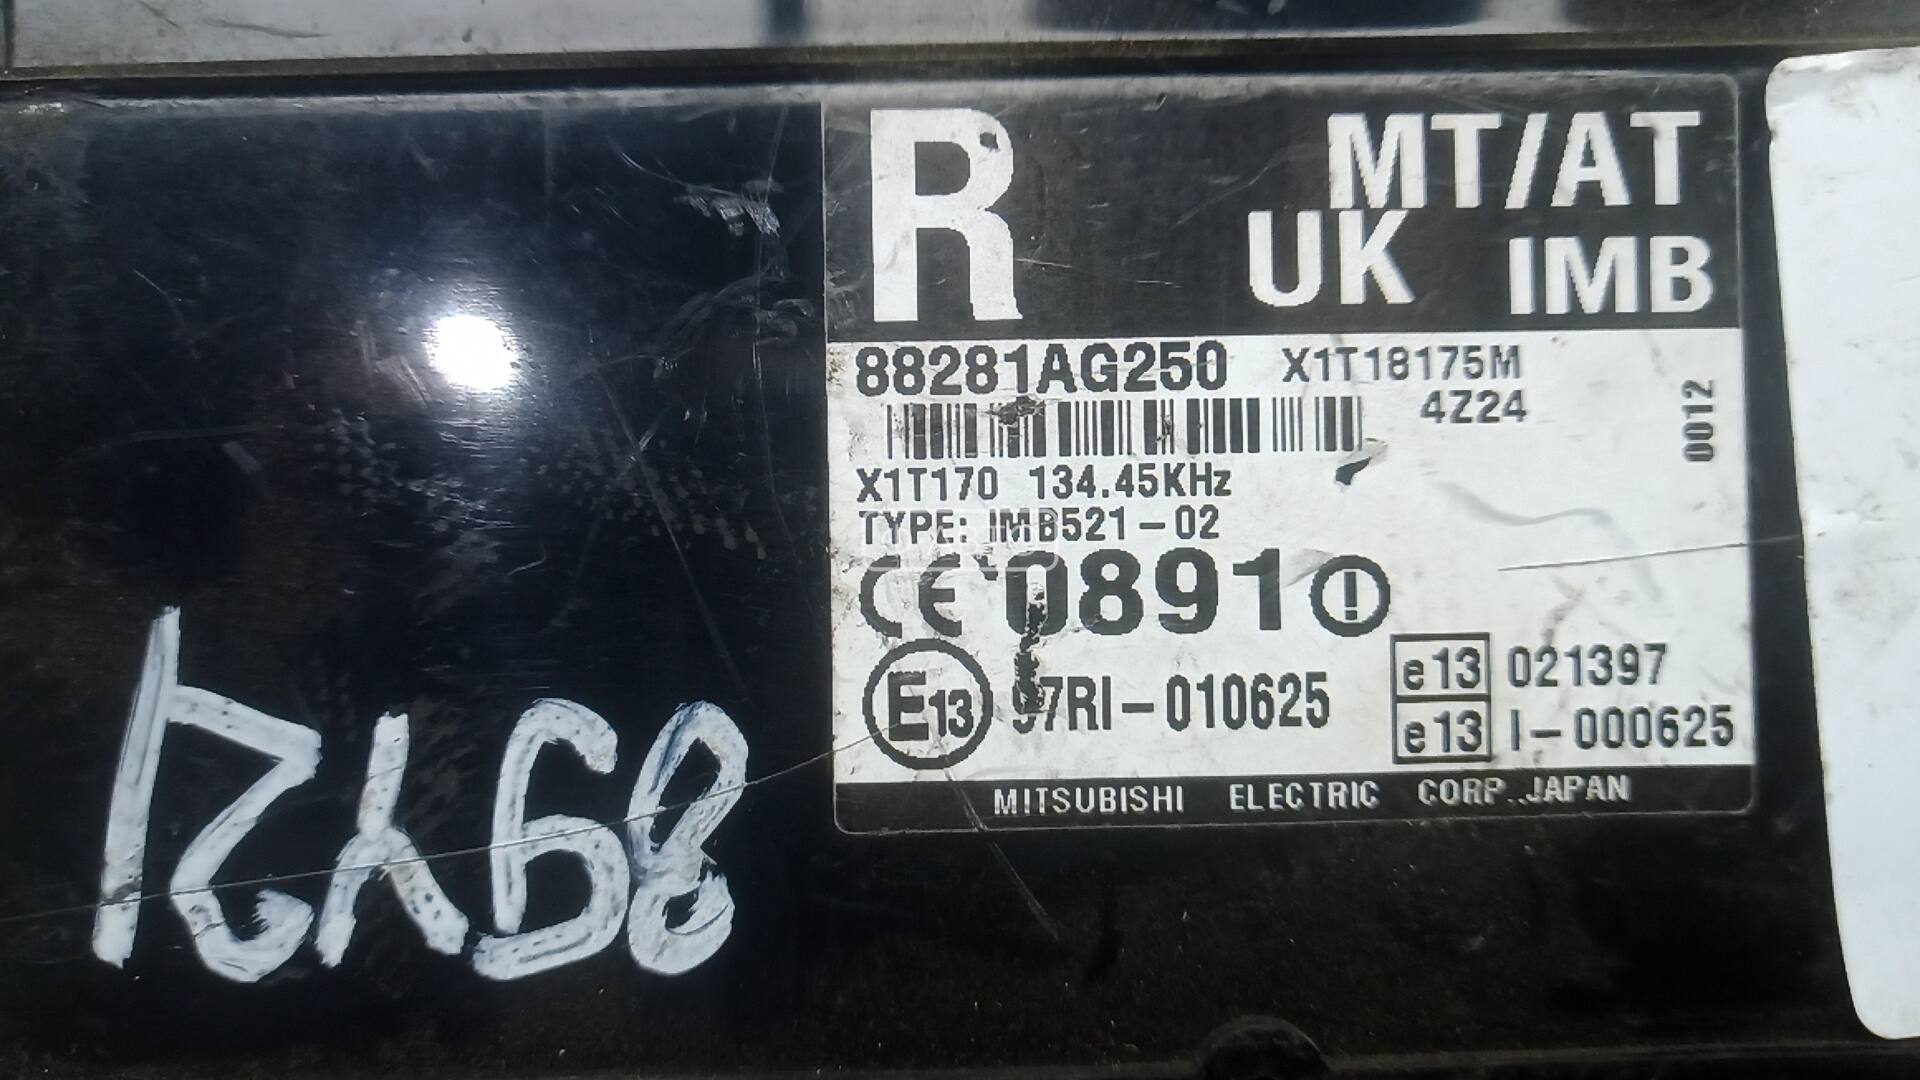 R MT/AT
UK IMB
88281AG250 X1T18175M
4Z24
0012
X1T170 134.45KHz
TYPE: IMB521-02
CE 0891
E13 97RI-010625
e13 021397
e13 I-000625
MITSUBISHI ELECTRIC CORP. JAPAN